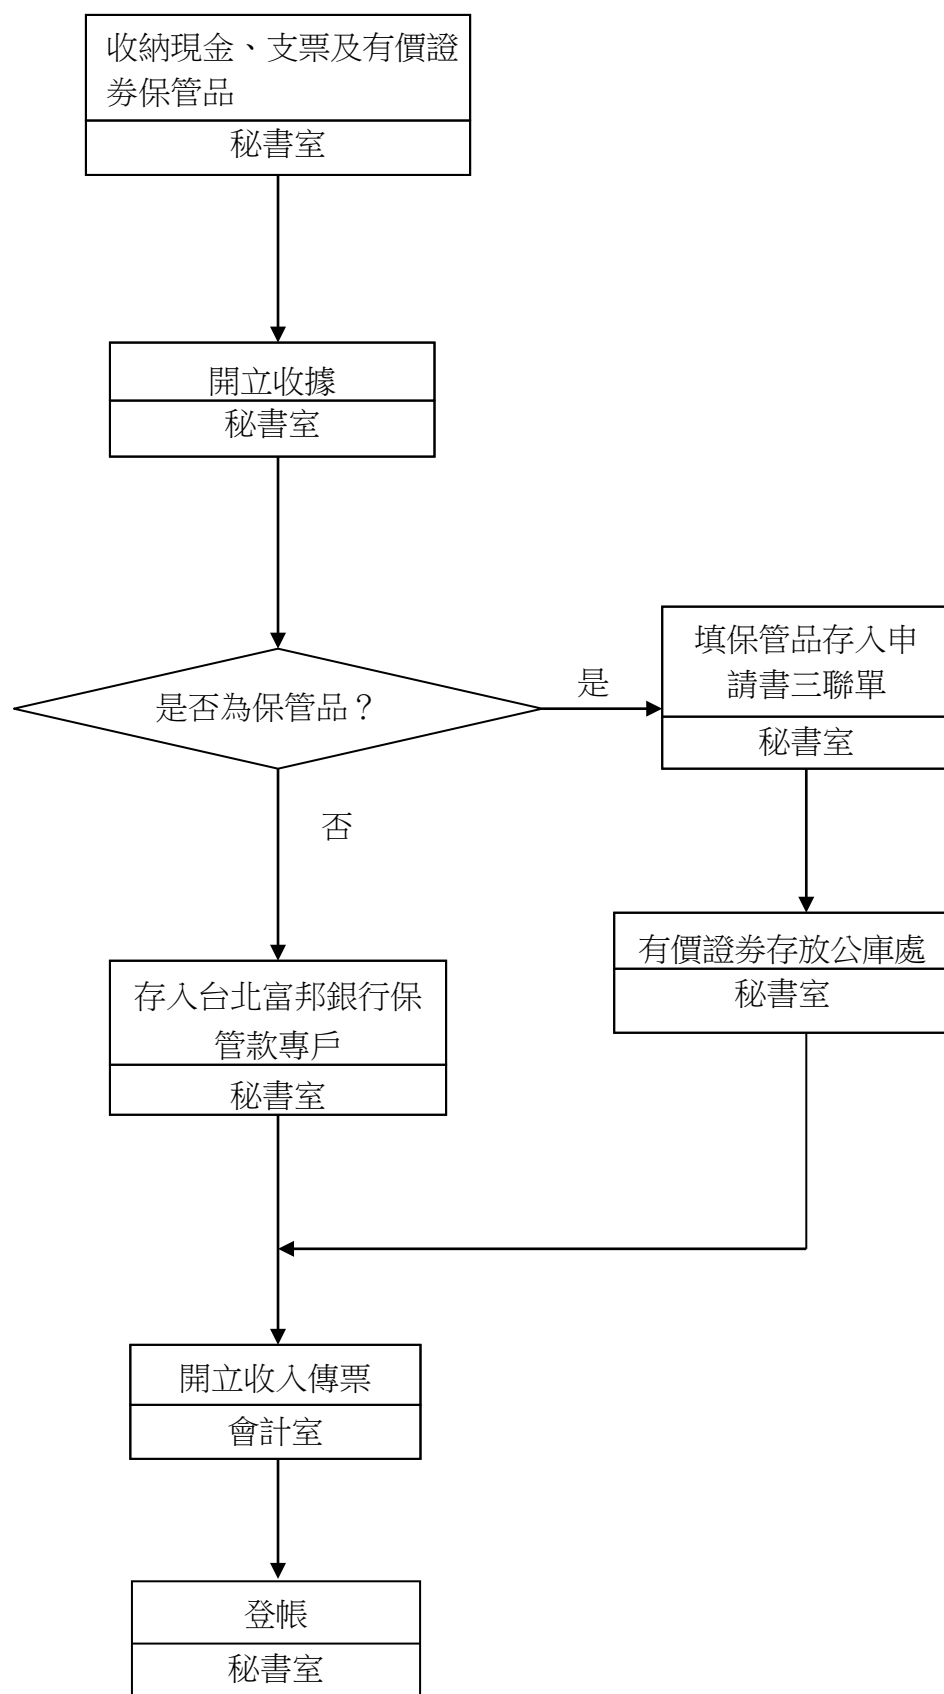 收納現金、支票及有價證
券保管品
秘書室
開立收據
秘書室
是否為保管品？
是
填保管品存入申
請書三聯單
秘書室
否
有價證券存放公庫處
秘書室
存入台北富邦銀行保
管款專戶
秘書室
開立收入傳票
會計室
登帳
秘書室